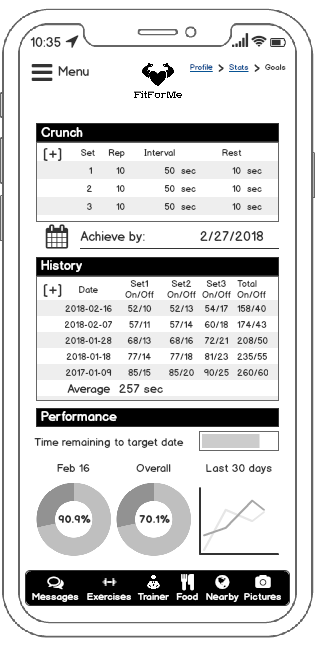 10:35
Menu
FitForMe
Profile > Stats > Goals
Crunch
[+] Set Rep Interval Rest
1 10 50 sec 10 sec
2 10 50 sec 10 sec
3 10 50 sec 10 sec
Achieve by: 2/27/2018
History
[+] Date Set1 On/Off Set2 On/Off Set3 On/Off Total On/Off
2018-02-16 52/10 52/13 54/17 158/40
2018-02-07 57/11 57/14 60/18 174/43
2018-01-28 68/13 68/16 72/21 208/50
2018-01-18 77/14 77/18 81/23 235/55
2017-01-09 85/15 85/20 90/25 260/60
Average 257 sec
Performance
Time remaining to target date
Feb 16 Overall Last 30 days
90.9% 70.1%
Messages Exercises Trainer Food Nearby Pictures